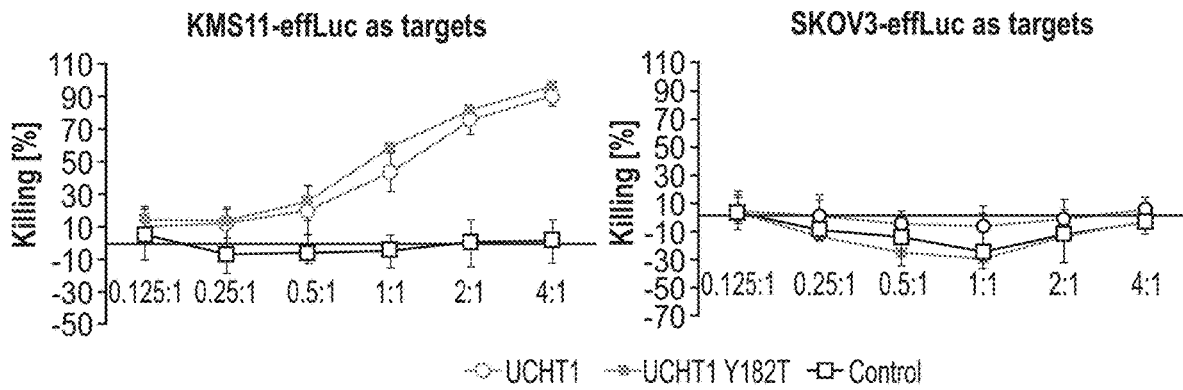 KMS11-effLuc as targets
SKOV3-effLuc as targets
Killing [%]
110
90
70
50
30
10
-10
-30
-50
0.125:1 0.25:1 0.5:1 1:1 2:1 4:1
Killing [%]
110
90
70
50
30
10
-10
-30
-50
-70
0.125:1 0.25:1 0.5:1 1:1 2:1 4:1
UCHT1 UCHT1 Y182T Control